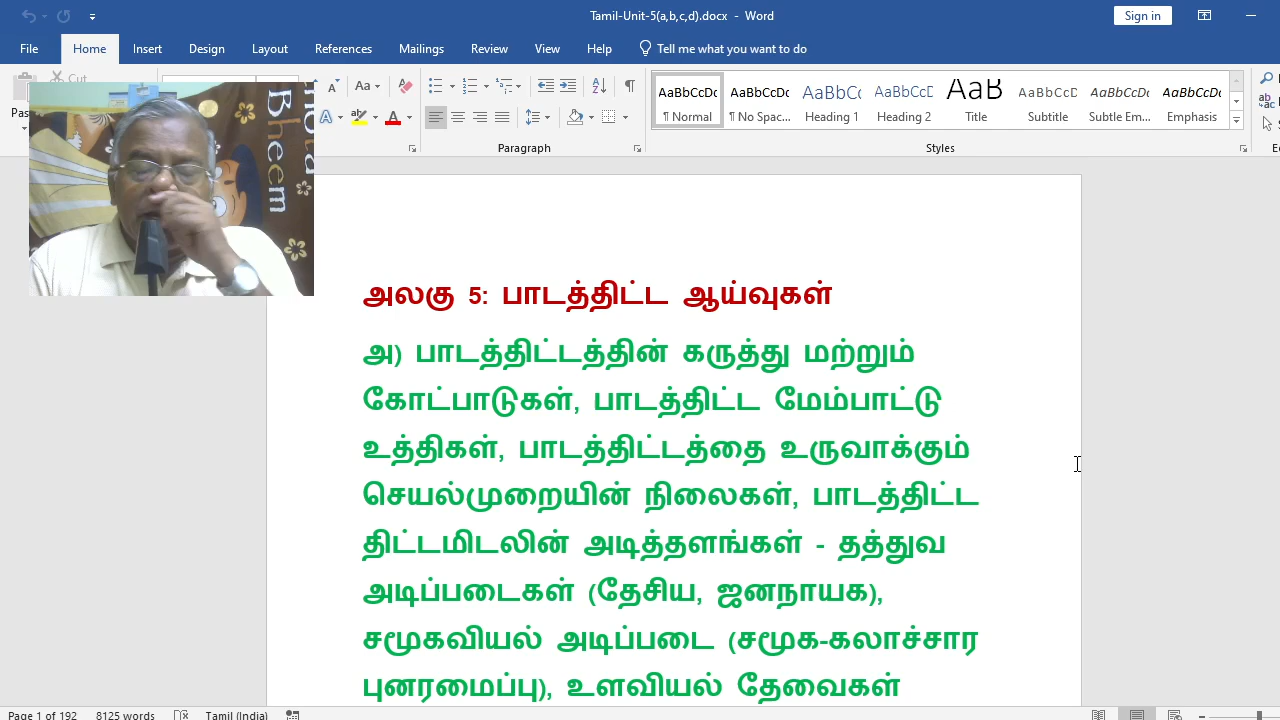 Tamil-Unit-5(a,b,c,d).docx - Word
Sign in
File Home Insert Design Layout References Mailings Review View Help Tell me what you want to do
Cut
Aa
AaBbCcDc AaBbCcDc AaBbCc AaBbCcD AaB AaBbCcD AaBbCcDc AaBbCcDc
¶ Normal ¶ No Spac... Heading 1 Heading 2 Title Subtitle Subtle Em... Emphasis
Paragraph Styles
Bheem
அலகு 5: பாடத்திட்ட ஆய்வுகள்
அ) பாடத்திட்டத்தின் கருத்து மற்றும்
கோட்பாடுகள், பாடத்திட்ட மேம்பாட்டு
உத்திகள், பாடத்திட்டத்தை உருவாக்கும்
செயல்முறையின் நிலைகள், பாடத்திட்ட
திட்டமிடலின் அடித்தளங்கள் - தத்துவ
அடிப்படைகள் (தேசிய, ஜனநாயக),
சமூகவியல் அடிப்படை (சமூக-கலாச்சார
புனரமைப்பு), உளவியல் தேவைகள்
Page 1 of 192 8125 words Tamil (India)